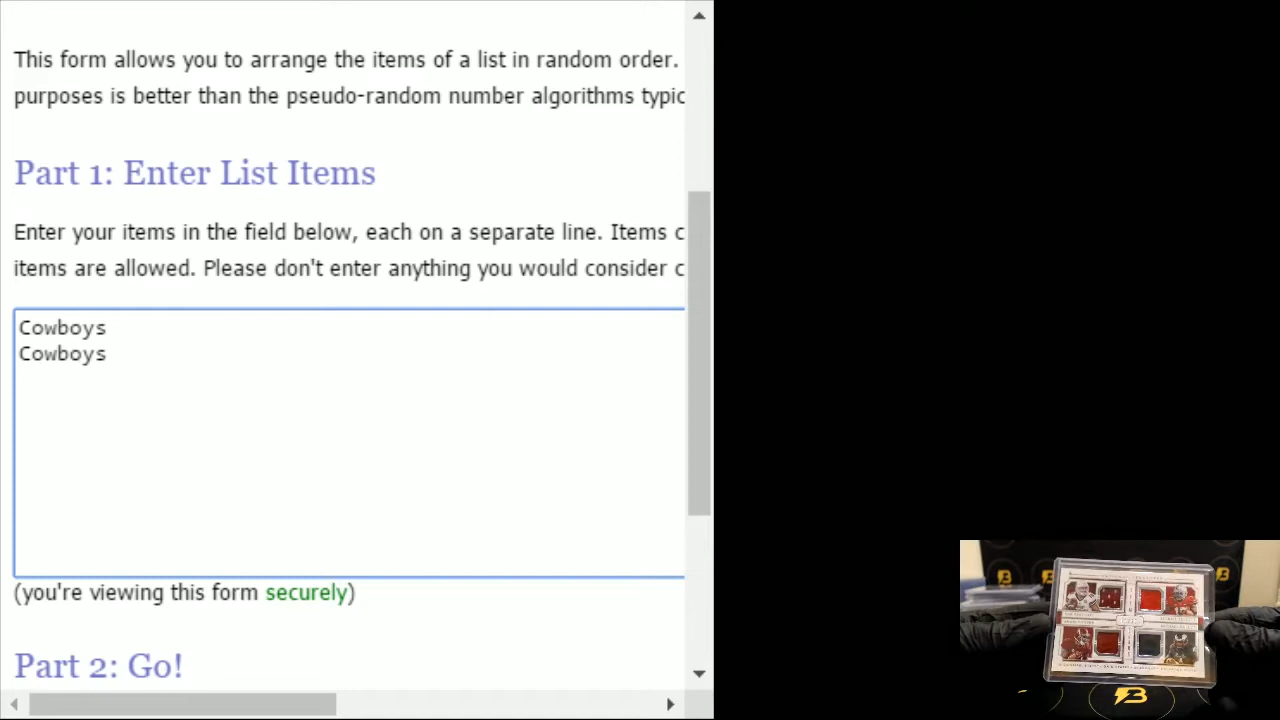 This form allows you to arrange the items of a list in random order.
purposes is better than the pseudo-random number algorithms typic
Part 1: Enter List Items
Enter your items in the field below, each on a separate line. Items c
items are allowed. Please don't enter anything you would consider c
Cowboys
Cowboys
(you're viewing this form securely)
Part 2: Go!